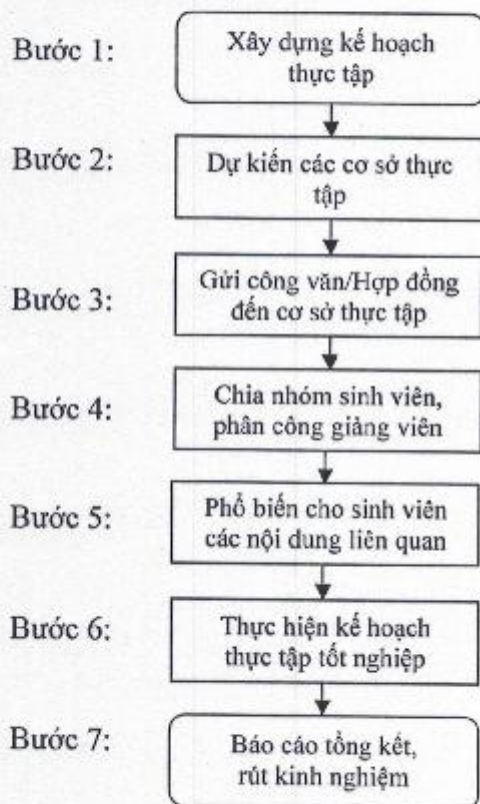 Bước 1:
Xây dựng kế hoạch
thực tập
Bước 2:
Dự kiến các cơ sở thực
tập
Bước 3:
Gửi công văn/Hợp đồng
đến cơ sở thực tập
Bước 4:
Chia nhóm sinh viên,
phân công giảng viên
Bước 5:
Phổ biến cho sinh viên
các nội dung liên quan
Bước 6:
Thực hiện kế hoạch
thực tập tốt nghiệp
Bước 7:
Báo cáo tổng kết,
rút kinh nghiệm